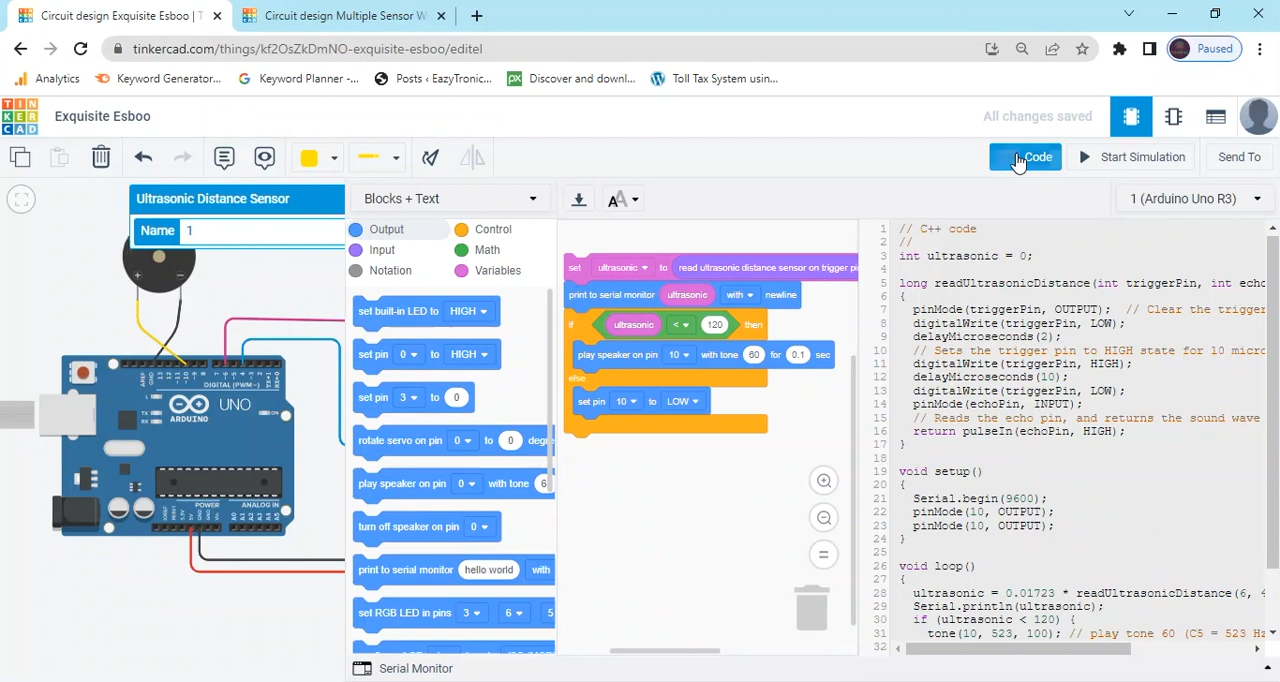 Circuit design Exquisite Esboo | T
Circuit design Multiple Sensor W
tinkercad.com/things/kf2OsZkDmNO-exquisite-esboo/editel
Paused
Analytics
Keyword Generator...
Keyword Planner -...
Posts ‹ EazyTronic...
Discover and downl...
Toll Tax System usin...
TIN
KER
CAD
Exquisite Esboo
All changes saved
Code
Start Simulation
Send To
Ultrasonic Distance Sensor
Name 1
Blocks + Text
1 (Arduino Uno R3)
Output
Control
Input
Math
Notation
Variables
set built-in LED to HIGH
set pin 0 to HIGH
set pin 3 to 0
rotate servo on pin 0 to 0 degre
play speaker on pin 0 with tone 6
turn off speaker on pin 0
print to serial monitor hello world with
set RGB LED in pins 3 6 5
set ultrasonic to read ultrasonic distance sensor on trigger pi
print to serial monitor ultrasonic with newline
if ultrasonic < 120 then
play speaker on pin 10 with tone 60 for 0.1 sec
else
set pin 10 to LOW
1 // C++ code
2 //
3 int ultrasonic = 0;
4
5 long readUltrasonicDistance(int triggerPin, int echo
6 {
7 pinMode(triggerPin, OUTPUT); // Clear the trigger
8 digitalWrite(triggerPin, LOW);
9 delayMicroseconds(2);
10 // Sets the trigger pin to HIGH state for 10 micro
11 digitalWrite(triggerPin, HIGH);
12 delayMicroseconds(10);
13 digitalWrite(triggerPin, LOW);
14 pinMode(echoPin, INPUT);
15 // Reads the echo pin, and returns the sound wave
16 return pulseIn(echoPin, HIGH);
17 }
18
19 void setup()
20 {
21 Serial.begin(9600);
22 pinMode(10, OUTPUT);
23 pinMode(10, OUTPUT);
24 }
25
26 void loop()
27 {
28 ultrasonic = 0.01723 * readUltrasonicDistance(6, 4
29 Serial.println(ultrasonic);
30 if (ultrasonic < 120) {
31 tone(10, 523, 100); // play tone 60 (C5 = 523 Hz
32
DIGITAL (PWM~)
UNO
ARDUINO
TX
RX
ON
POWER
ANALOG IN
Serial Monitor